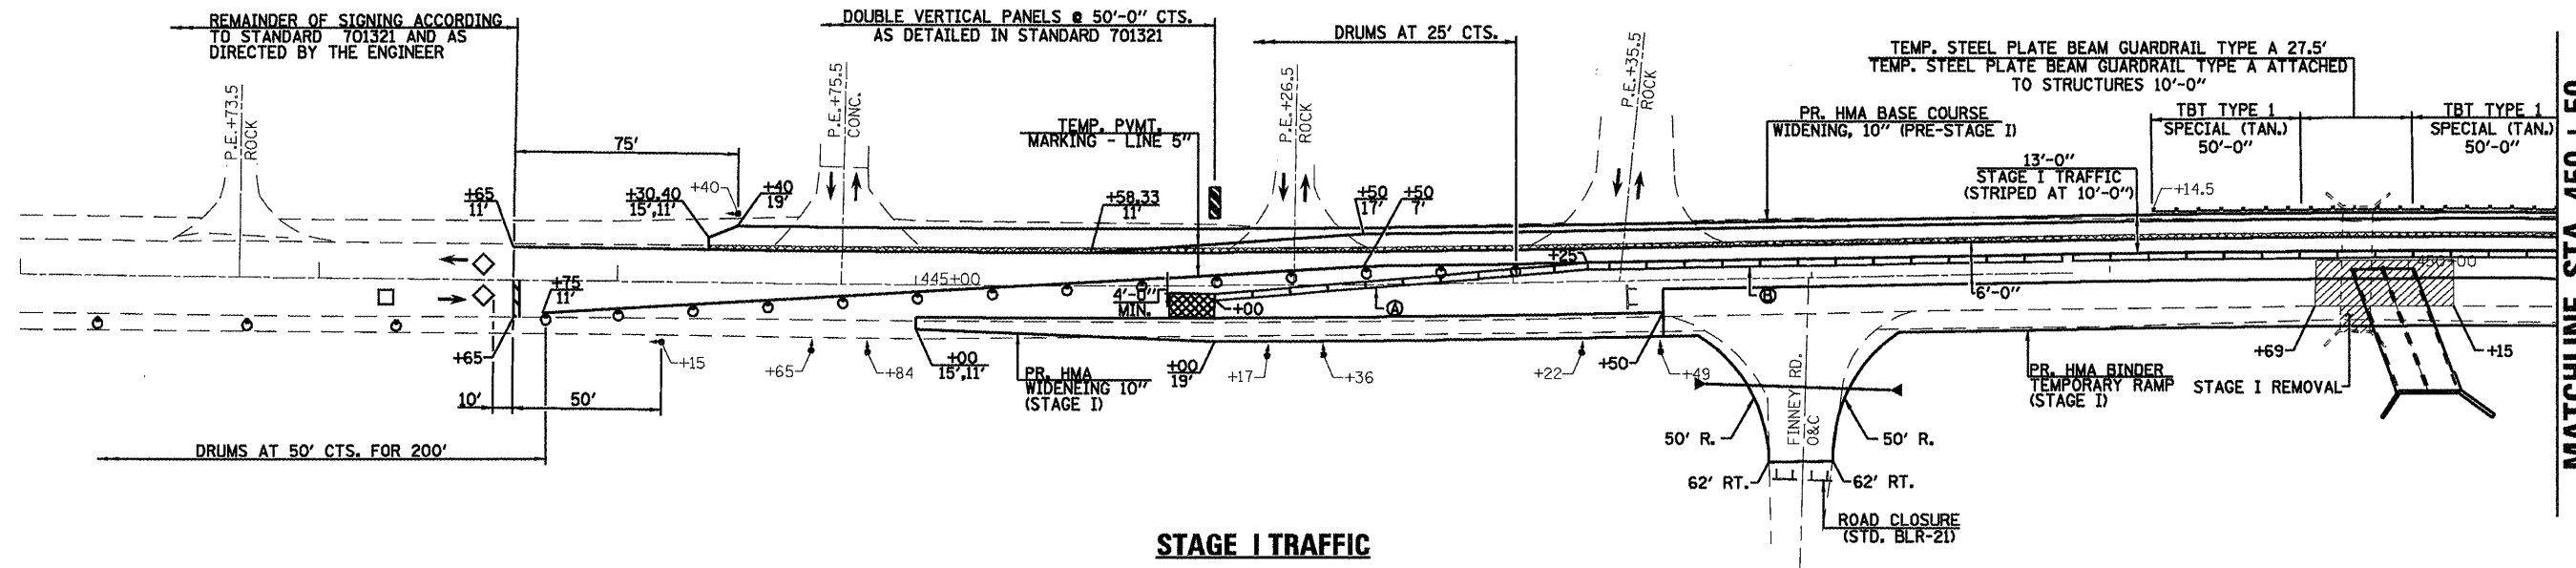 REMAINDER OF SIGNING ACCORDING
TO STANDARD 701321 AND AS
DIRECTED BY THE ENGINEER
DOUBLE VERTICAL PANELS @ 50'-0" CTS.
AS DETAILED IN STANDARD 701321
DRUMS AT 25' CTS.
TEMP. STEEL PLATE BEAM GUARDRAIL TYPE A 27.5'
TEMP. STEEL PLATE BEAM GUARDRAIL TYPE A ATTACHED
TO STRUCTURES 10'-0"
P.E.+73.5
ROCK
75'
P.E.+75.5
CONC.
TEMP. PVMT.
MARKING - LINE 5"
P.E.+26.5
ROCK
P.E.+35.5
ROCK
PR. HMA BASE COURSE
WIDENING, 10" (PRE-STAGE I)
TBT TYPE 1
SPECIAL (TAN.)
50'-0"
TBT TYPE 1
SPECIAL (TAN.)
50'-0"
13'-0"
STAGE I TRAFFIC
(STRIPED AT 10'-0")
+14.5
+65
11'
+30,40
15',11'
+40
+40
19'
+58.33
11'
+50
17'
+50
7'
+75
11'
445+00
+25
450+00
4'-0"
MIN.
+00
A
B
6'-0"
+65
+15
+65
+84
+00
15',11'
PR. HMA
WIDENEING 10"
(STAGE I)
+00
19'
+17
+36
+22
+50
+49
PR. HMA BINDER
TEMPORARY RAMP
(STAGE I)
STAGE I REMOVAL
+69
+15
10'
50'
DRUMS AT 50' CTS. FOR 200'
50' R.
FINNEY RD.
O&C
50' R.
62' RT.
62' RT.
ROAD CLOSURE
(STD. BLR-21)
STAGE I TRAFFIC